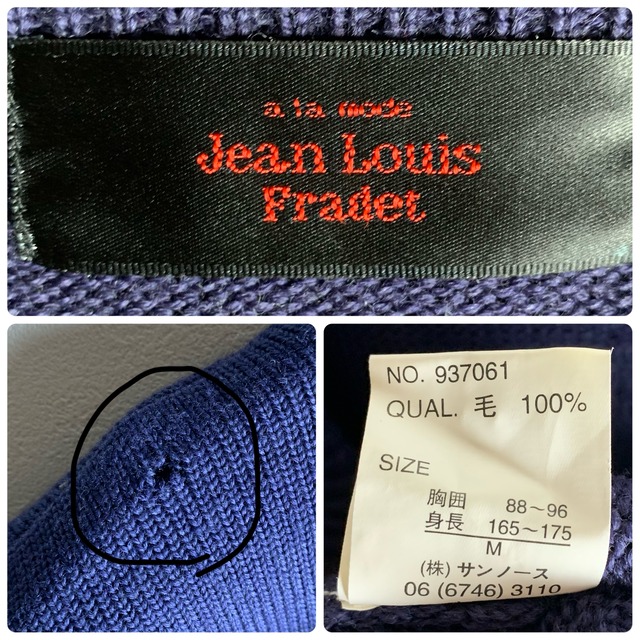 a la mode
Jean Louis
Fradet
NO. 937061
QUAL. 毛 100%
SIZE
胸囲 88~96
身長 165~175
M
(株) サンノース
06 (6746) 3110